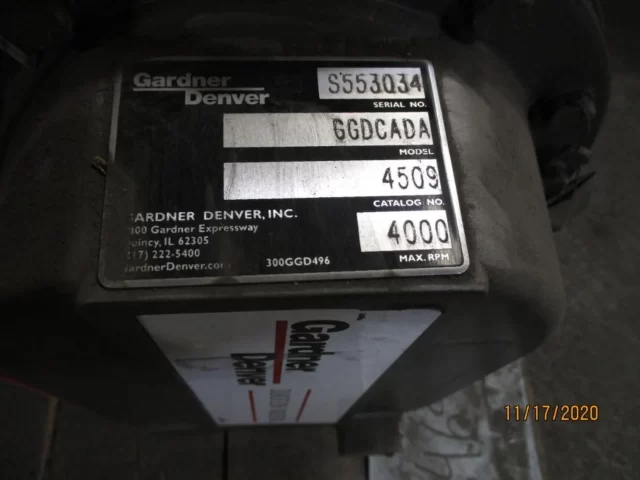 Gardner
Denver
S553034
SERIAL NO.
GGDCADA
MODEL
4509
CATALOG NO.
4000
MAX. RPM
GARDNER DENVER, INC.
Gardner Expressway
Quincy, IL 62305
(217) 222-5400
GardnerDenver.com
300GGD496
Gardner
Denver
11/17/2020